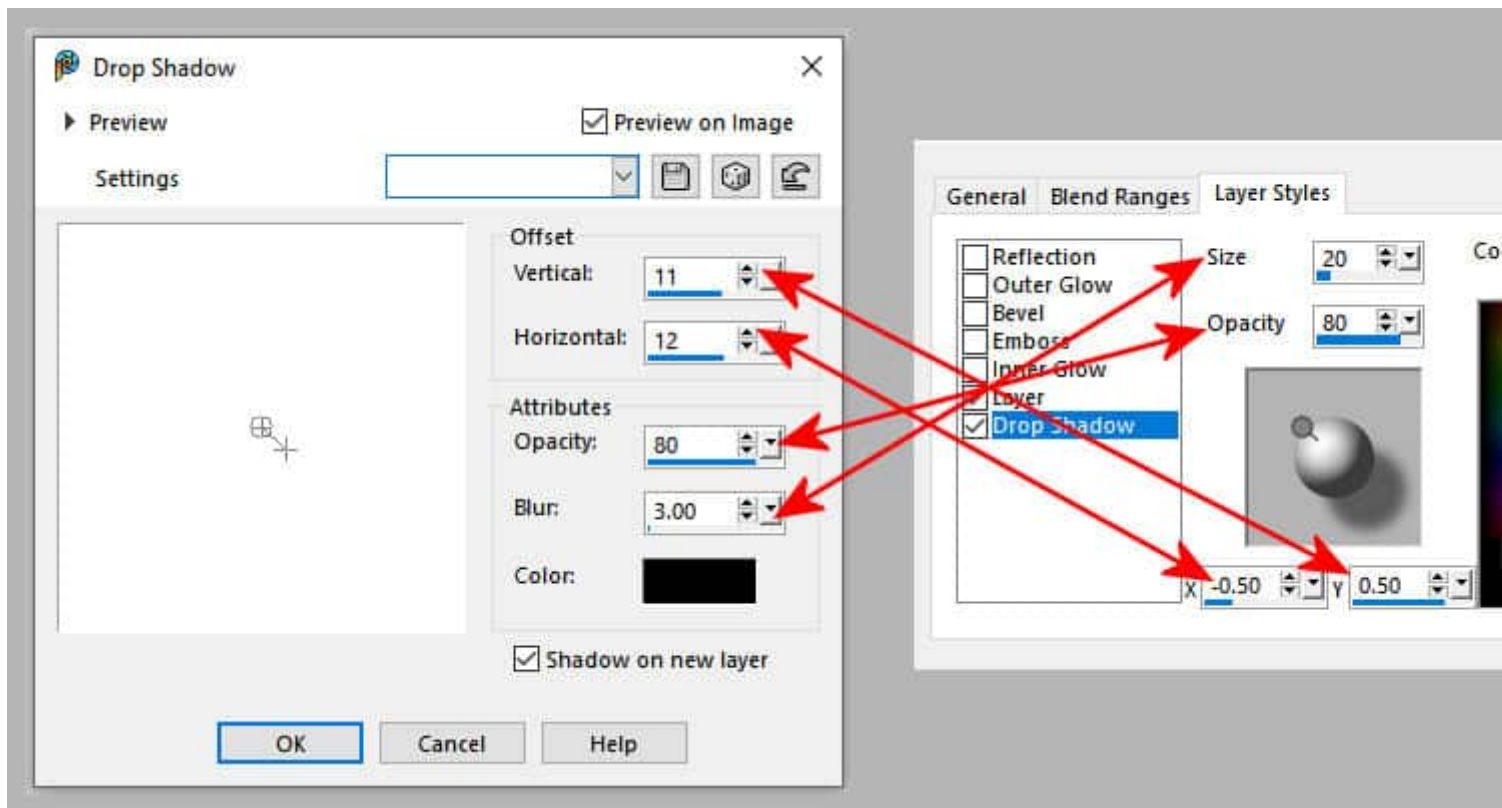 Drop Shadow
Preview
Preview on Image
Settings
Offset
Vertical: 11
Horizontal: 12
Attributes
Opacity: 80
Blur: 3.00
Color:
Shadow on new layer
OK Cancel Help
General Blend Ranges Layer Styles
Reflection
Outer Glow
Bevel
Emboss
Inner Glow
Layer
Drop Shadow
Size 20
Opacity 80
X -0.50 Y 0.50
Co